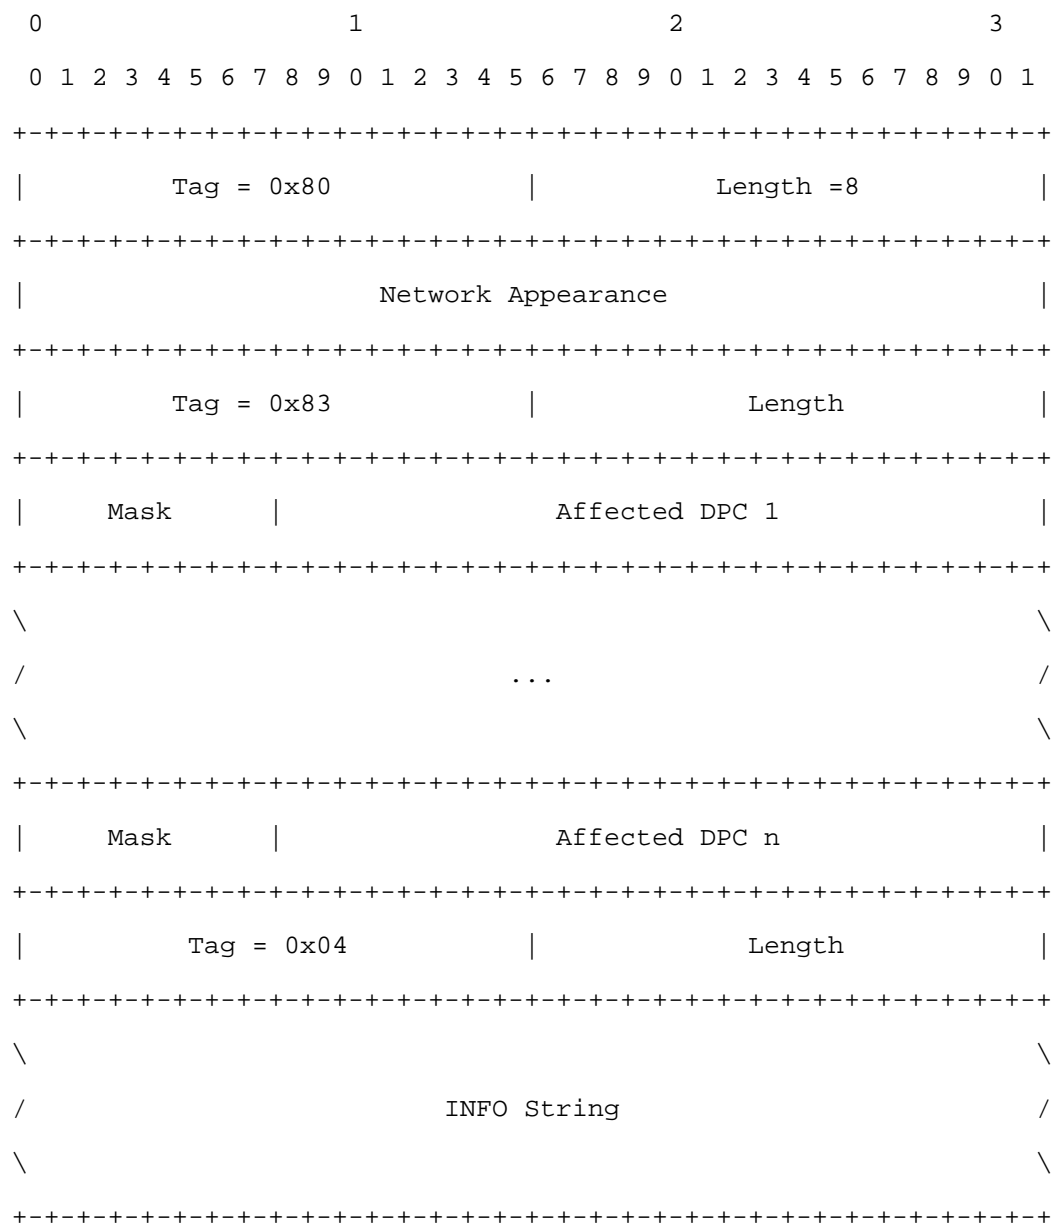 0                   1                   2                   3
 0 1 2 3 4 5 6 7 8 9 0 1 2 3 4 5 6 7 8 9 0 1 2 3 4 5 6 7 8 9 0 1
+-+-+-+-+-+-+-+-+-+-+-+-+-+-+-+-+-+-+-+-+-+-+-+-+-+-+-+-+-+-+-+-+
|         Tag = 0x80            |           Length =8           |
+-+-+-+-+-+-+-+-+-+-+-+-+-+-+-+-+-+-+-+-+-+-+-+-+-+-+-+-+-+-+-+-+
|                      Network Appearance                       |
+-+-+-+-+-+-+-+-+-+-+-+-+-+-+-+-+-+-+-+-+-+-+-+-+-+-+-+-+-+-+-+-+
|         Tag = 0x83            |             Length            |
+-+-+-+-+-+-+-+-+-+-+-+-+-+-+-+-+-+-+-+-+-+-+-+-+-+-+-+-+-+-+-+-+
|     Mask      |                 Affected DPC 1                |
+-+-+-+-+-+-+-+-+-+-+-+-+-+-+-+-+-+-+-+-+-+-+-+-+-+-+-+-+-+-+-+-+
\                                                               \
/                              ...                              /
\                                                               \
+-+-+-+-+-+-+-+-+-+-+-+-+-+-+-+-+-+-+-+-+-+-+-+-+-+-+-+-+-+-+-+-+
|     Mask      |                 Affected DPC n                |
+-+-+-+-+-+-+-+-+-+-+-+-+-+-+-+-+-+-+-+-+-+-+-+-+-+-+-+-+-+-+-+-+
|          Tag = 0x04           |             Length            |
+-+-+-+-+-+-+-+-+-+-+-+-+-+-+-+-+-+-+-+-+-+-+-+-+-+-+-+-+-+-+-+-+
\                                                               \
/                          INFO String                          /
\                                                               \
+-+-+-+-+-+-+-+-+-+-+-+-+-+-+-+-+-+-+-+-+-+-+-+-+-+-+-+-+-+-+-+-+